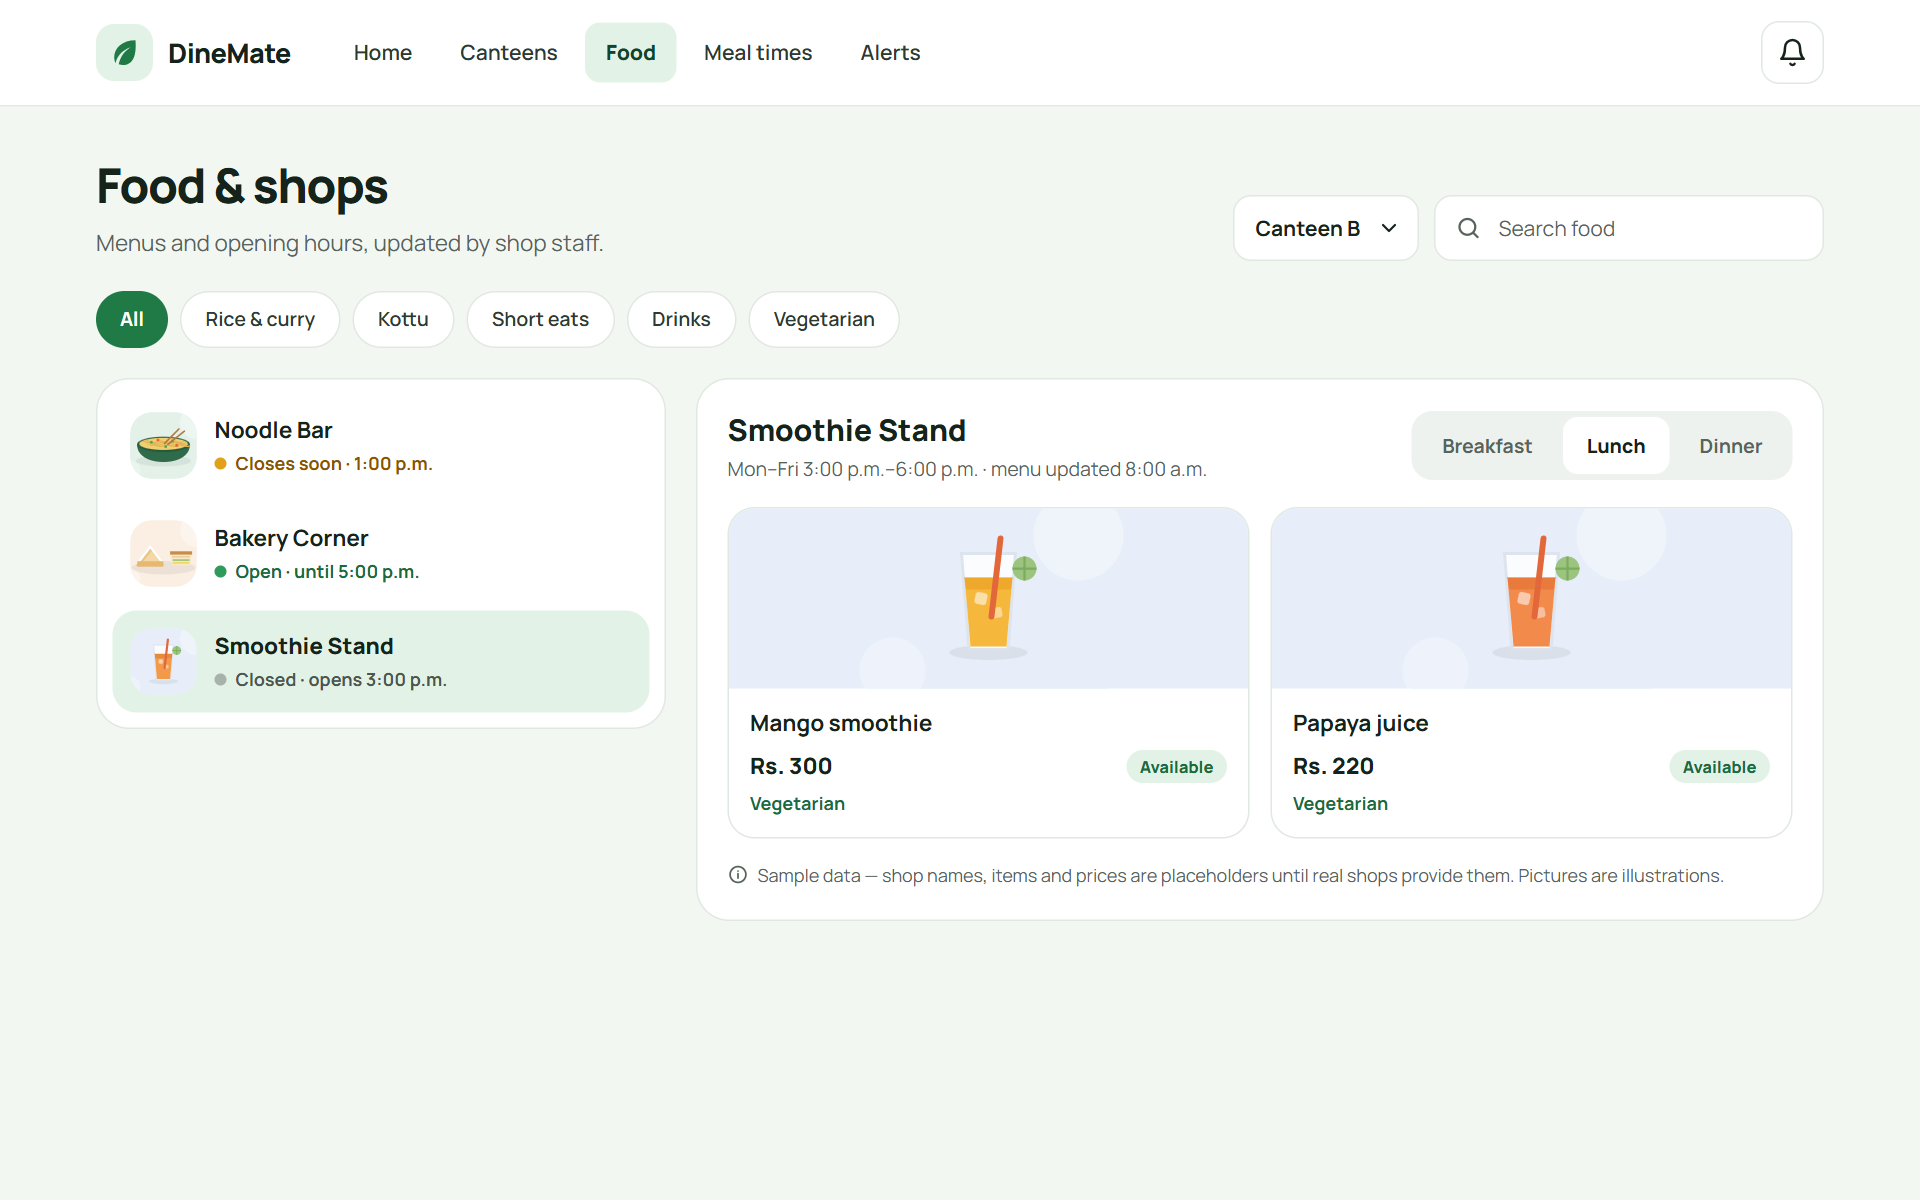 DineMate
Home
Canteens
Food
Meal times
Alerts
Food & shops
Menus and opening hours, updated by shop staff.
Canteen B
Search food
All
Rice & curry
Kottu
Short eats
Drinks
Vegetarian
Noodle Bar
Closes soon · 1:00 p.m.
Bakery Corner
Open · until 5:00 p.m.
Smoothie Stand
Closed · opens 3:00 p.m.
Smoothie Stand
Mon–Fri 3:00 p.m.–6:00 p.m. · menu updated 8:00 a.m.
Breakfast
Lunch
Dinner
Mango smoothie
Rs. 300
Available
Vegetarian
Papaya juice
Rs. 220
Available
Vegetarian
Sample data — shop names, items and prices are placeholders until real shops provide them. Pictures are illustrations.